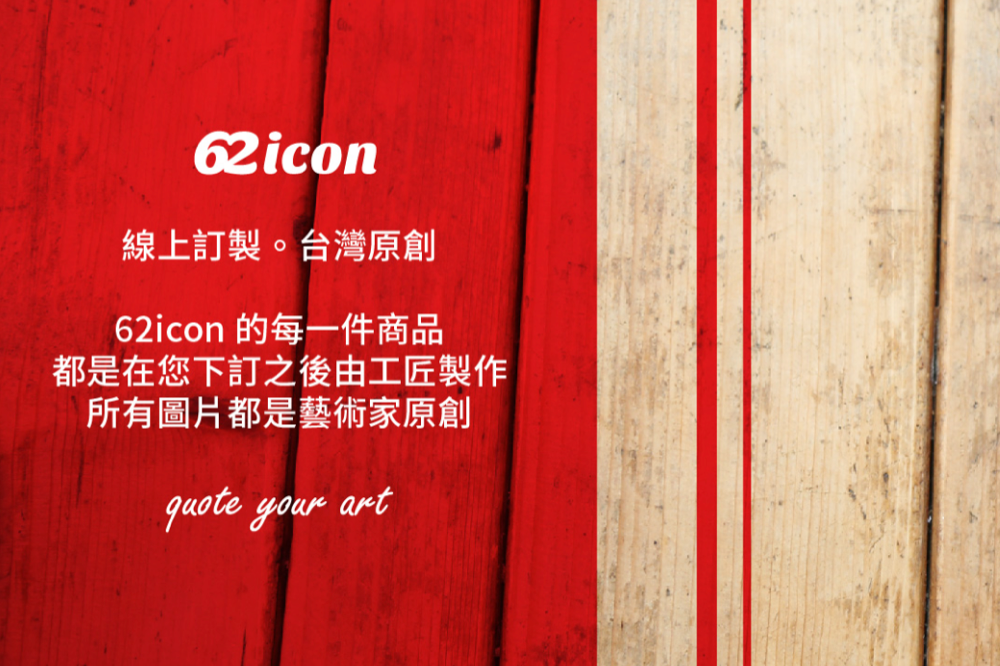 62icon
線上訂製。台灣原創
62icon 的每一件商品
都是在您下訂之後由工匠製作
所有圖片都是藝術家原創
quote your art